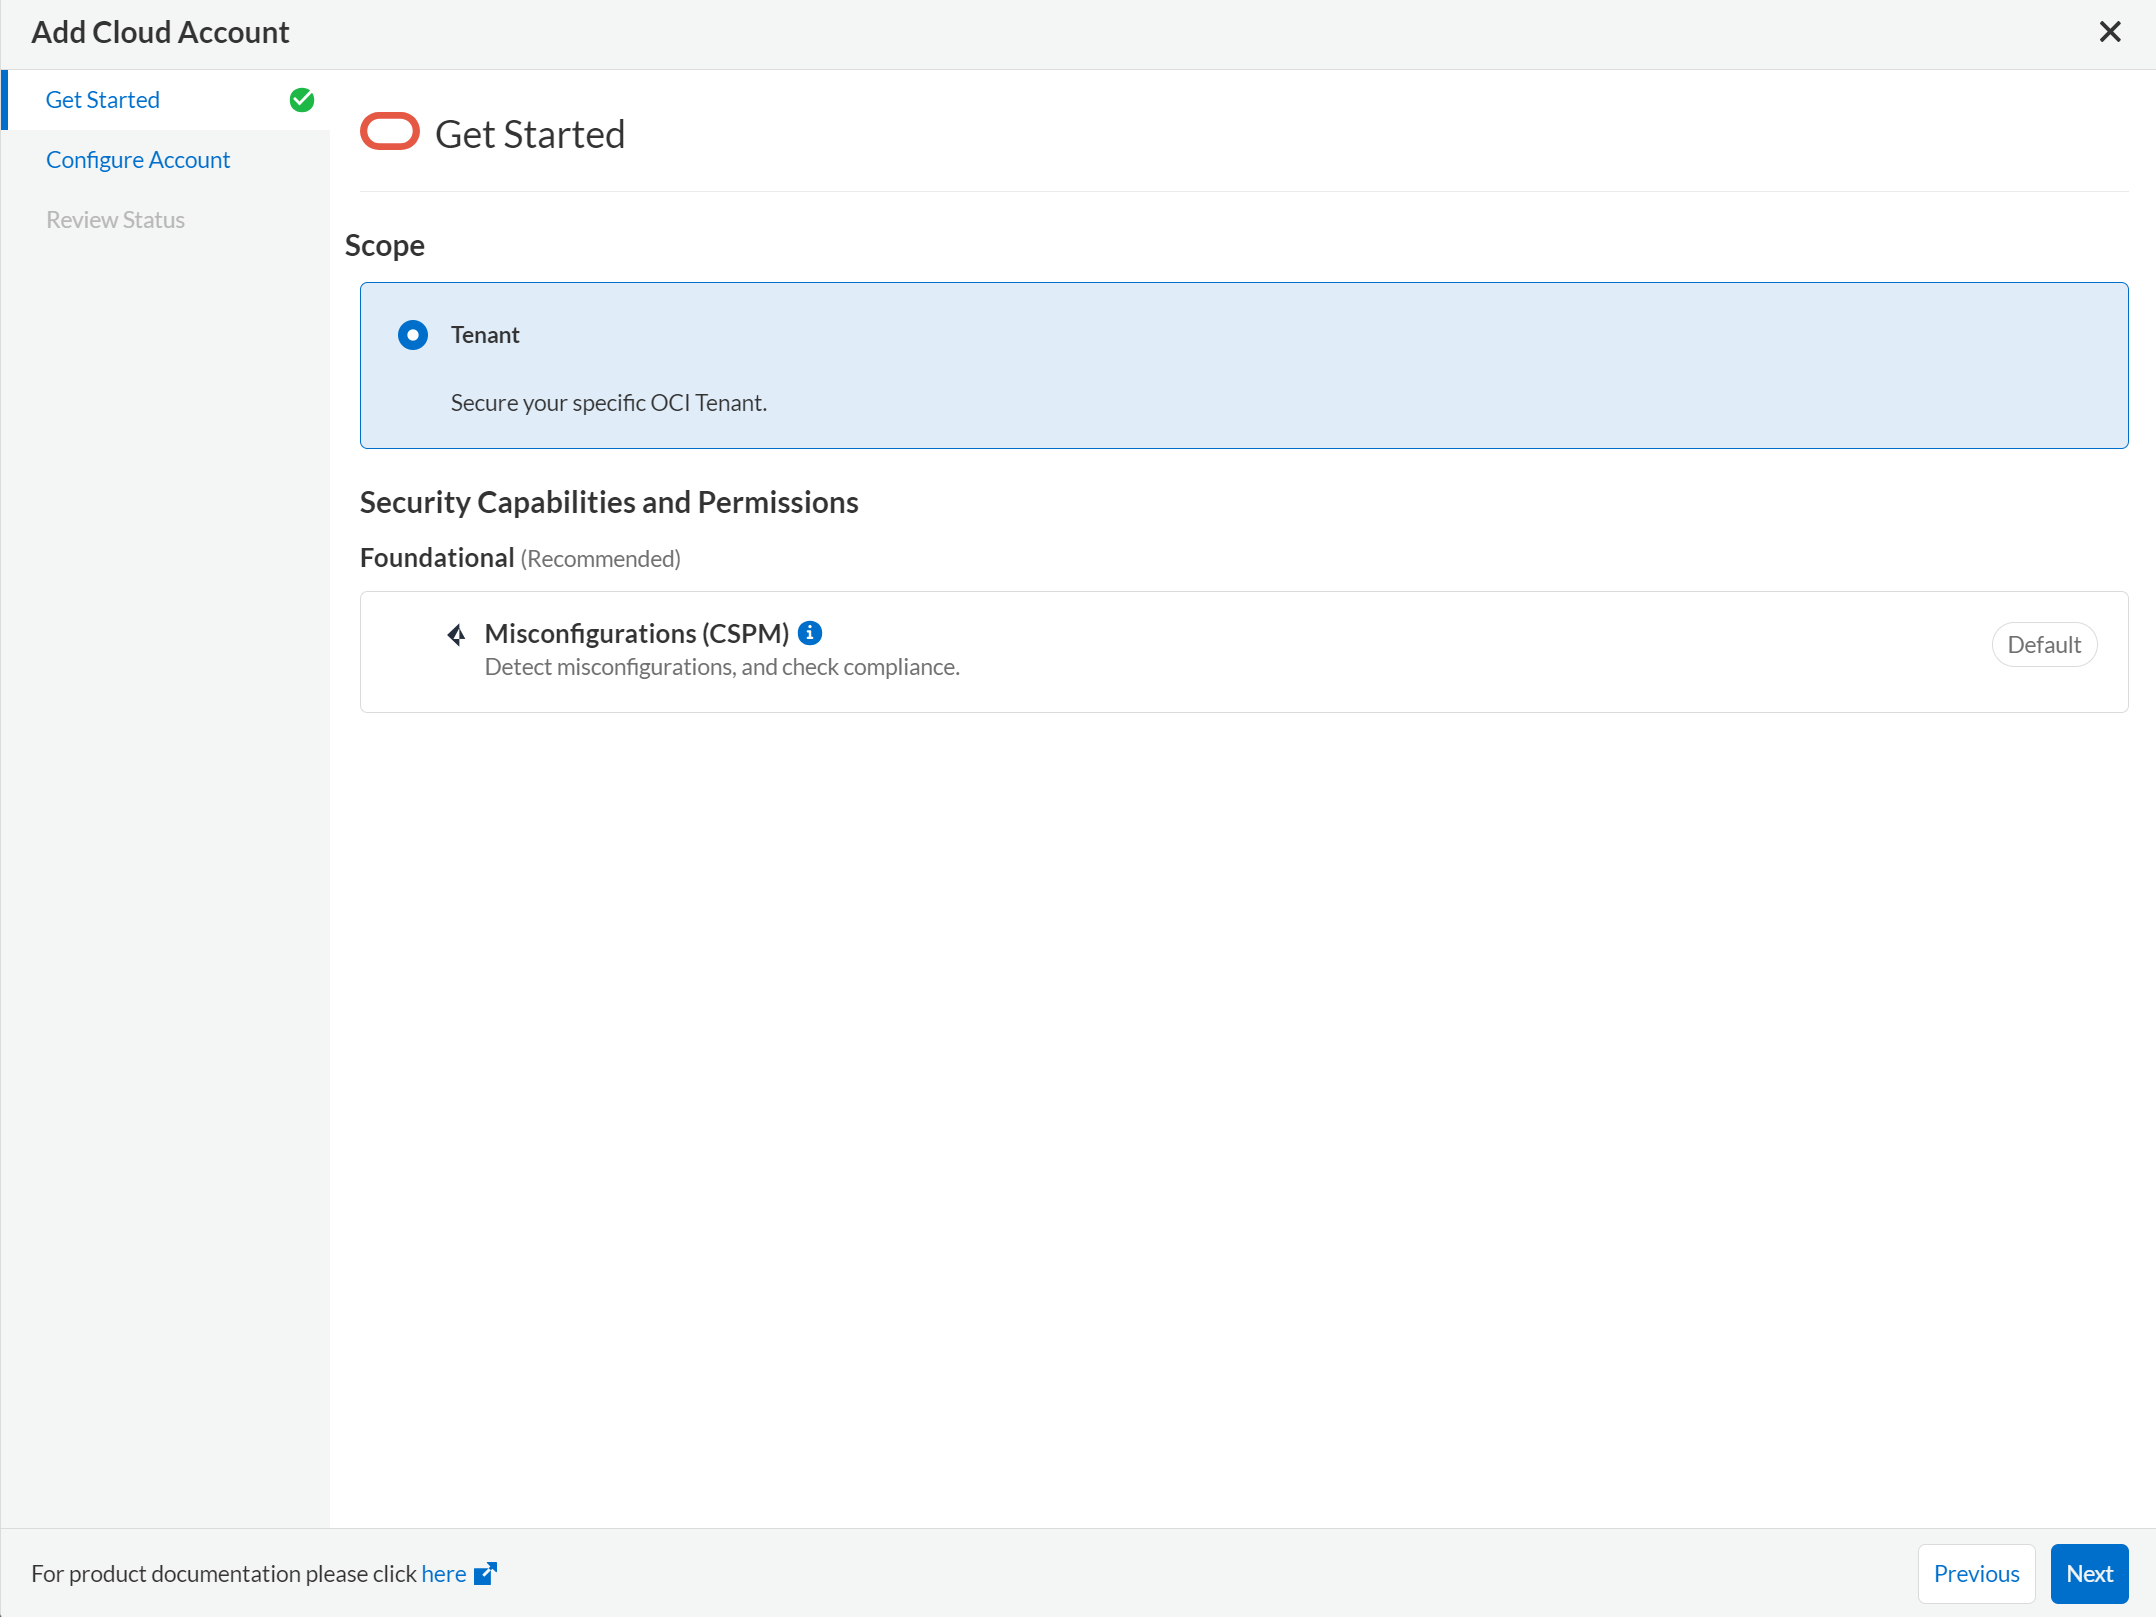 Add Cloud Account
Get Started
Configure Account
Review Status
Get Started
Scope
Tenant
Secure your specific OCI Tenant.
Security Capabilities and Permissions
Foundational (Recommended)
Misconfigurations (CSPM)
Detect misconfigurations, and check compliance.
Default
For product documentation please click here
Previous
Next